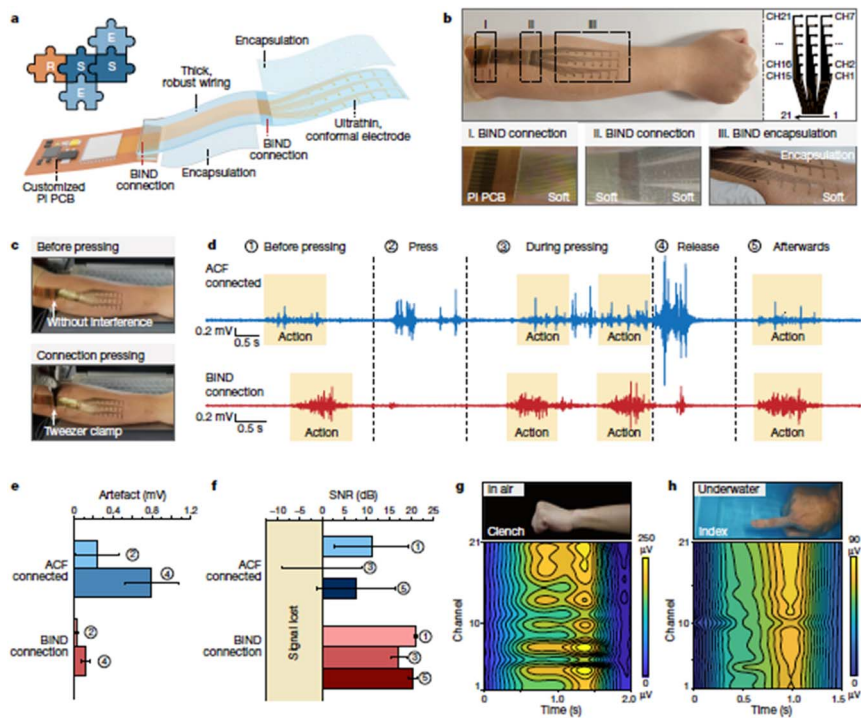 a
E
R S S
E
Encapsulation
Thick,
robust wiring
Ultrathin,
conformal electrode
BIND
connection
Encapsulation
BIND
connection
Customized
PI PCB
b
I II III
CH21 CH7
... ...
CH16 CH2
CH15 CH1
21 1
I. BIND connection
PI PCB Soft
II. BIND connection
Soft Soft
III. BIND encapsulation
Encapsulation
Soft
c
Before pressing
Without interference
Connection pressing
Tweezer clamp
d
① Before pressing ② Press ③ During pressing ④ Release ⑤ Afterwards
ACF
connected
0.2 mV
0.5 s
Action Action Action Action
BIND
connection
0.2 mV
0.5 s
Action Action Action Action
e
Artefact (mV)
0 0.4 0.8 1.2
ACF
connected
②
④
BIND
connection
②
④
f
SNR (dB)
−10 −5 0 5 10 15 20 25
Signal lost
ACF
connected
①
③
⑤
BIND
connection
①
③
⑤
g
In air
Clench
250
µV
21
10
1
Channel
0 1.0 2.0
Time (s)
0
µV
h
Underwater
Index
90
µV
21
10
1
Channel
0 0.5 1.0 1.5
Time (s)
0
µV